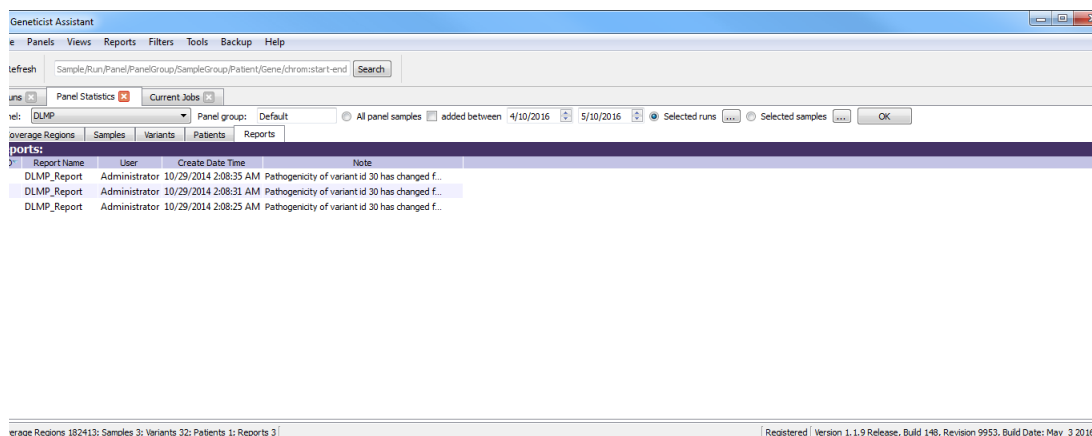 Geneticist Assistant
e Panels Views Reports Filters Tools Backup Help
Refresh Sample/Run/Panel/PanelGroup/SampleGroup/Patient/Gene/chrom:start-end Search
uns Panel Statistics Current Jobs
nel: DLMP Panel group: Default All panel samples added between 4/10/2016 5/10/2016 Selected runs ... Selected samples ... OK
overage Regions Samples Variants Patients Reports
ports:
Report Name User Create Date Time Note
DLMP_Report Administrator 10/29/2014 2:08:35 AM Pathogenicity of variant id 30 has changed f...
DLMP_Report Administrator 10/29/2014 2:08:31 AM Pathogenicity of variant id 30 has changed f...
DLMP_Report Administrator 10/29/2014 2:08:25 AM Pathogenicity of variant id 30 has changed f...
verage Regions 182413; Samples 3; Variants 32; Patients 1; Reports 3 Registered Version 1.1.9 Release, Build 148, Revision 9953, Build Date: May 3 2016